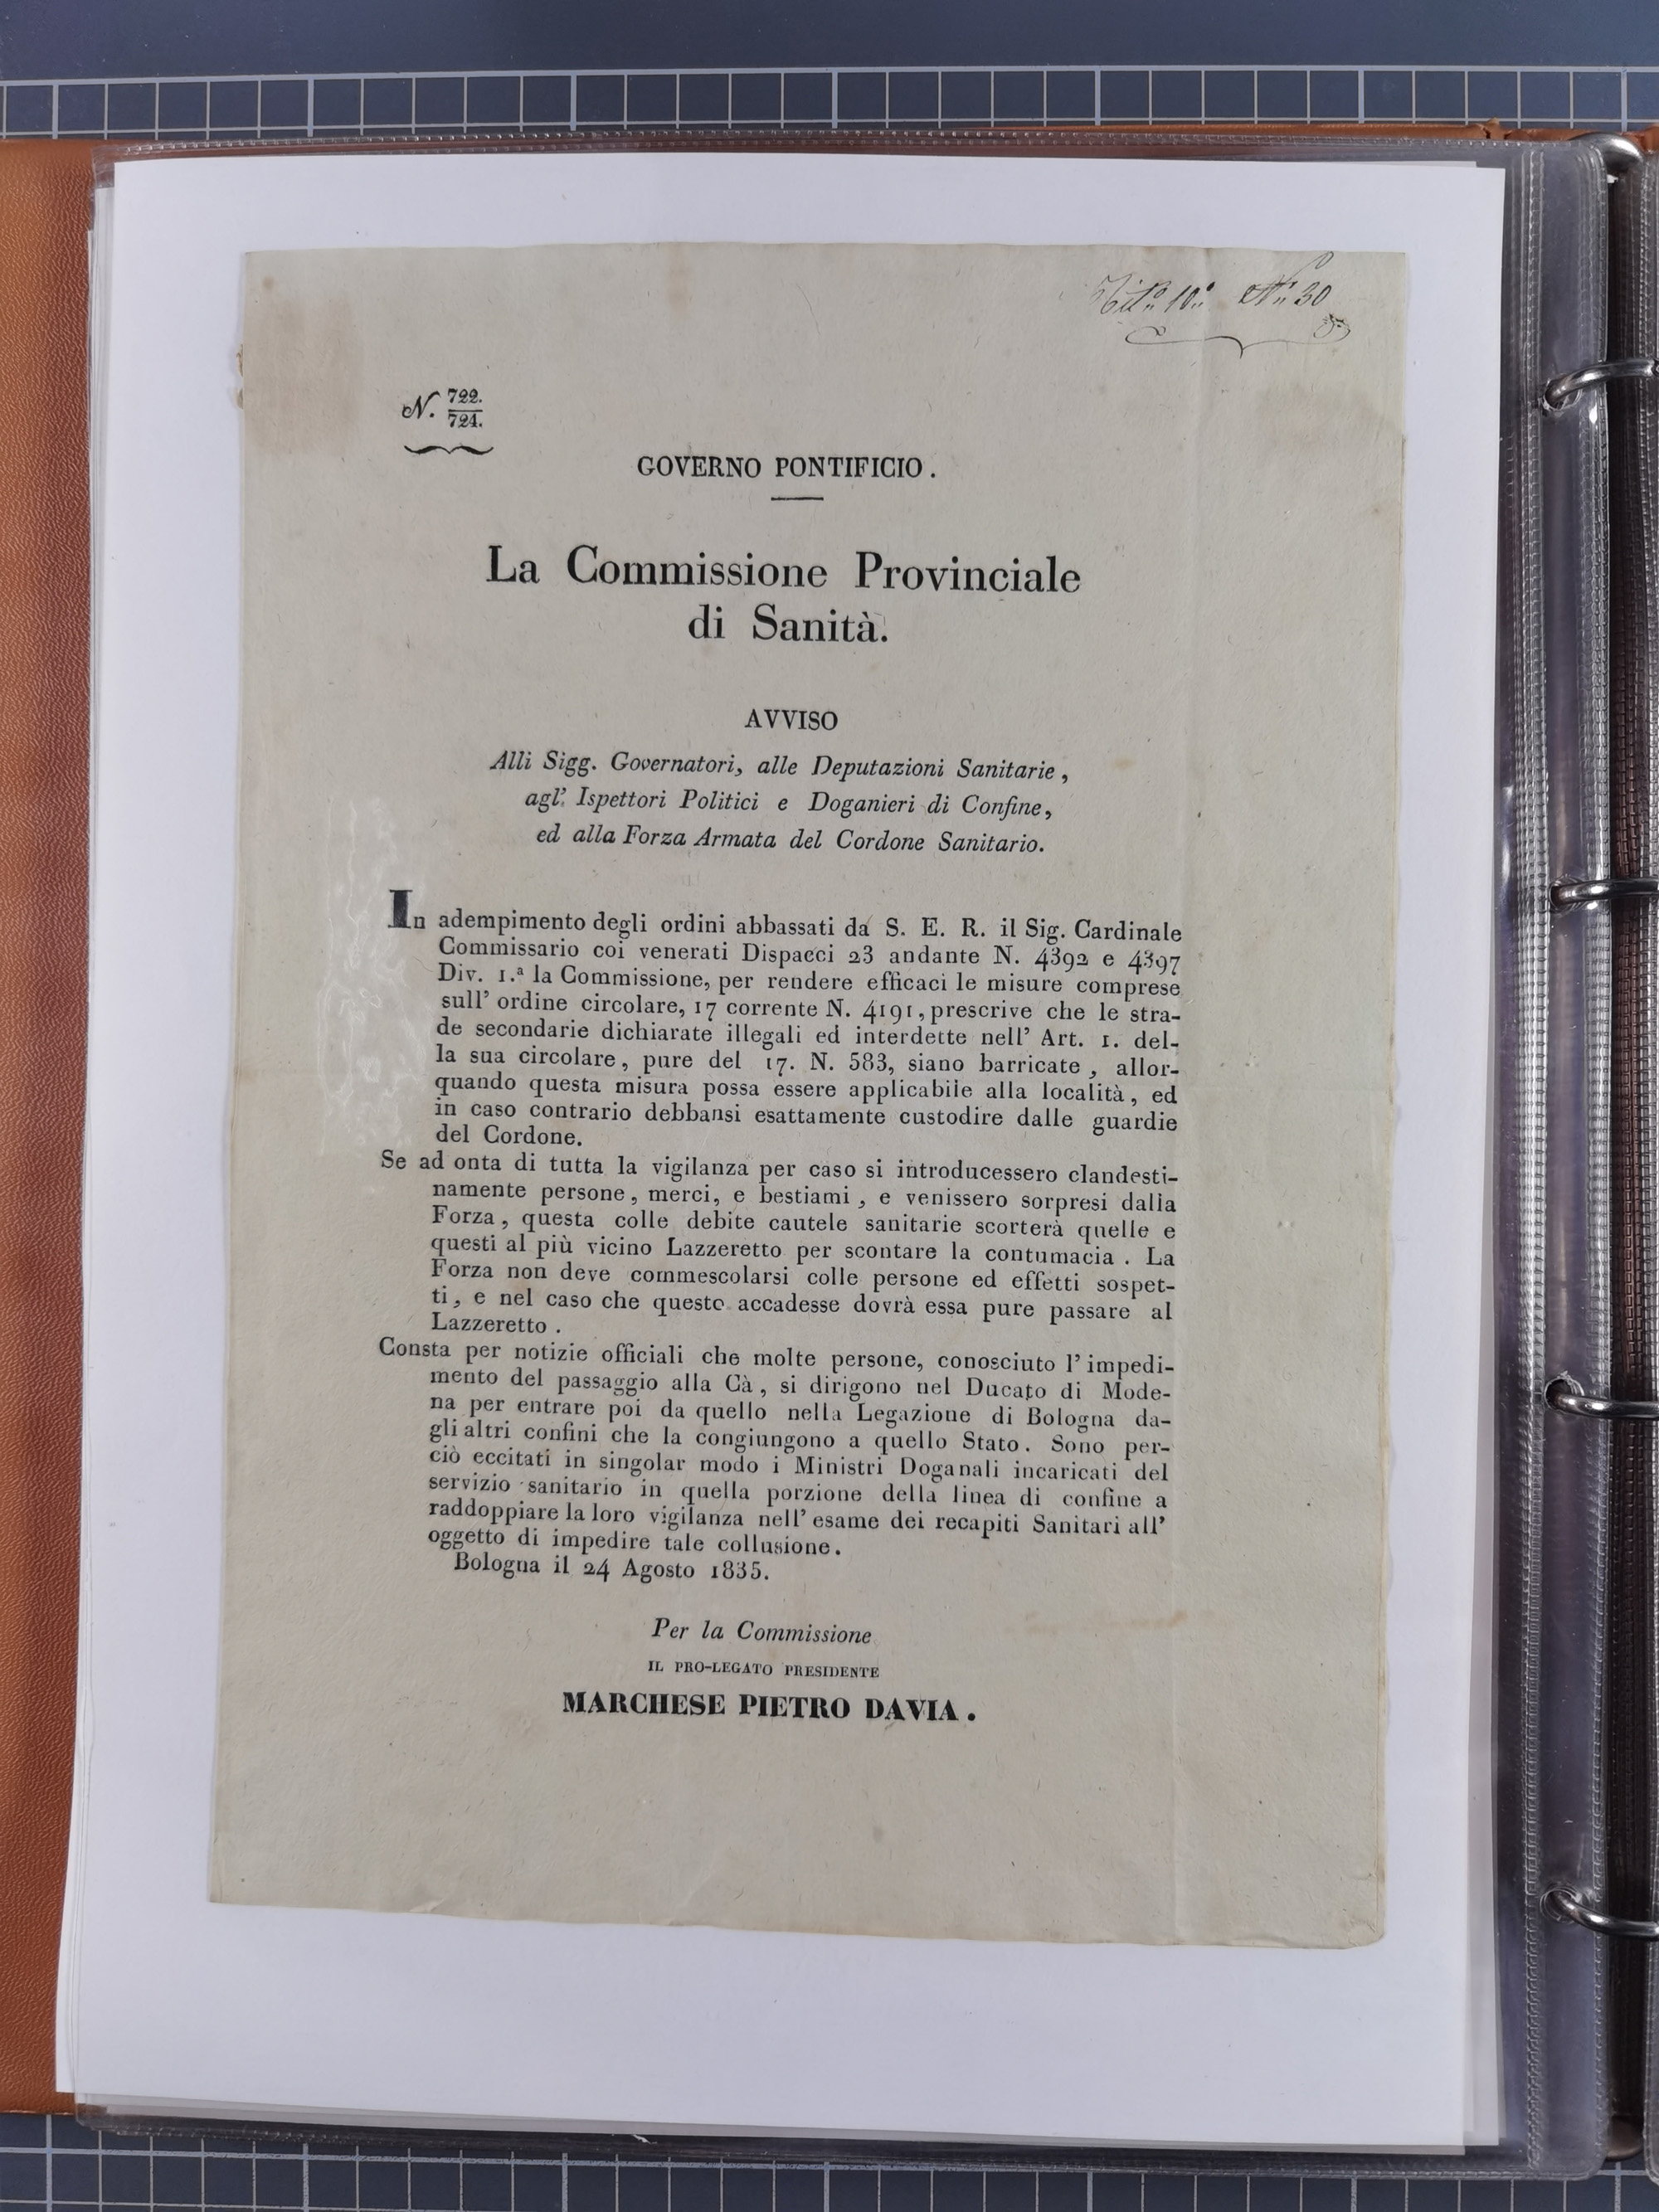 Tit.º 10.º N.º 30
N. 722.
724.
GOVERNO PONTIFICIO.
La Commissione Provinciale
di Sanità.
AVVISO
Alli Sigg. Governatori, alle Deputazioni Sanitarie,
agl' Ispettori Politici e Doganieri di Confine,
ed alla Forza Armata del Cordone Sanitario.
In adempimento degli ordini abbassati da S. E. R. il Sig. Cardinale
Commissario coi venerati Dispacci 23 andante N. 4392 e 4397
Div. 1.ª la Commissione, per rendere efficaci le misure comprese
sull' ordine circolare, 17 corrente N. 4191, prescrive che le stra-
de secondarie dichiarate illegali ed interdette nell' Art. 1. del-
la sua circolare, pure del 17. N. 583, siano barricate, allor-
quando questa misura possa essere applicabile alla località, ed
in caso contrario debbansi esattamente custodire dalle guardie
del Cordone.
Se ad onta di tutta la vigilanza per caso si introducessero clandesti-
namente persone, merci, e bestiami, e venissero sorpresi dalla
Forza, questa colle debite cautele sanitarie scorterà quelle e
questi al più vicino Lazzeretto per scontare la contumacia. La
Forza non deve commescolarsi colle persone ed effetti sospet-
ti, e nel caso che questo accadesse dovrà essa pure passare al
Lazzeretto.
Consta per notizie officiali che molte persone, conosciuto l' impedi-
mento del passaggio alla Cà, si dirigono nel Ducato di Mode-
na per entrare poi da quello nella Legazione di Bologna da-
gli altri confini che la congiungono a quello Stato. Sono per-
ciò eccitati in singolar modo i Ministri Doganali incaricati del
servizio sanitario in quella porzione della linea di confine a
raddoppiare la loro vigilanza nell' esame dei recapiti Sanitari all'
oggetto di impedire tale collusione.
Bologna il 24 Agosto 1835.
Per la Commissione
IL PRO-LEGATO PRESIDENTE
MARCHESE PIETRO DAVIA.